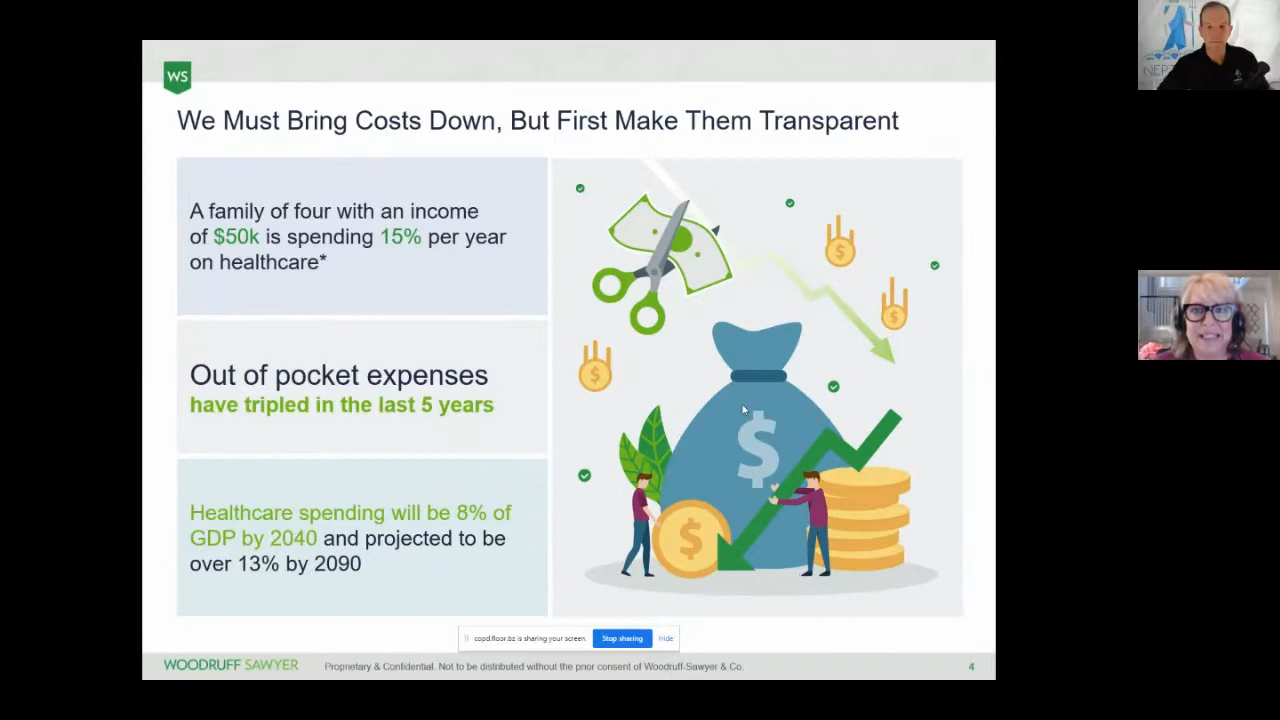 WS
We Must Bring Costs Down, But First Make Them Transparent
A family of four with an income
of $50k is spending 15% per year
on healthcare*
Out of pocket expenses
have tripled in the last 5 years
Healthcare spending will be 8% of
GDP by 2040 and projected to be
over 13% by 2090
$
$
$
$
$
copd.floor.bz is sharing your screen.
Stop sharing
Hide
WOODRUFF SAWYER
Proprietary & Confidential. Not to be distributed without the prior consent of Woodruff-Sawyer & Co.
4